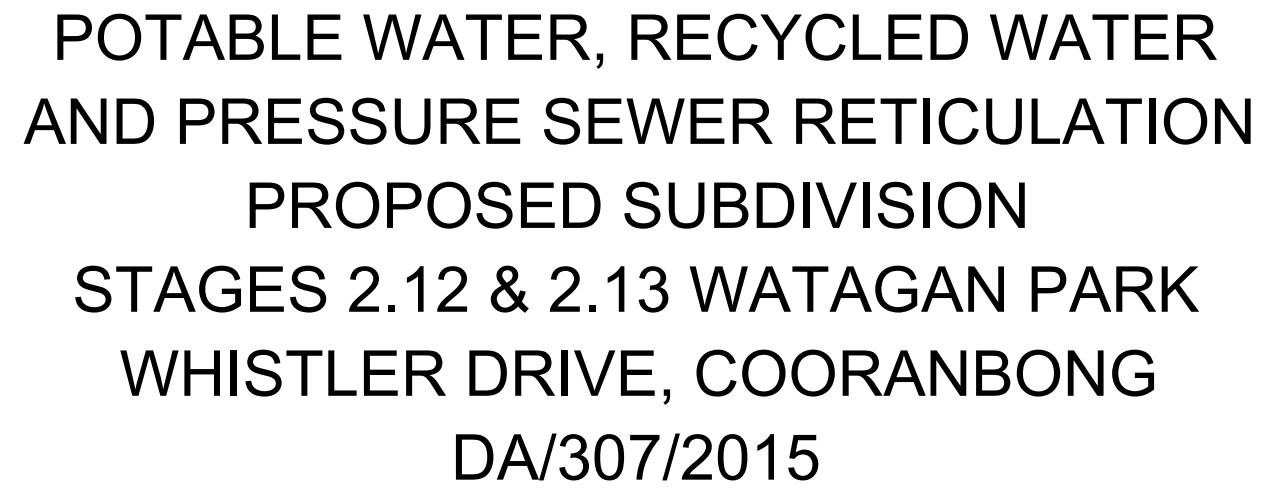 POTABLE WATER, RECYCLED WATER
AND PRESSURE SEWER RETICULATION
PROPOSED SUBDIVISION
STAGES 2.12 & 2.13 WATAGAN PARK
WHISTLER DRIVE, COORANBONG
DA/307/2015